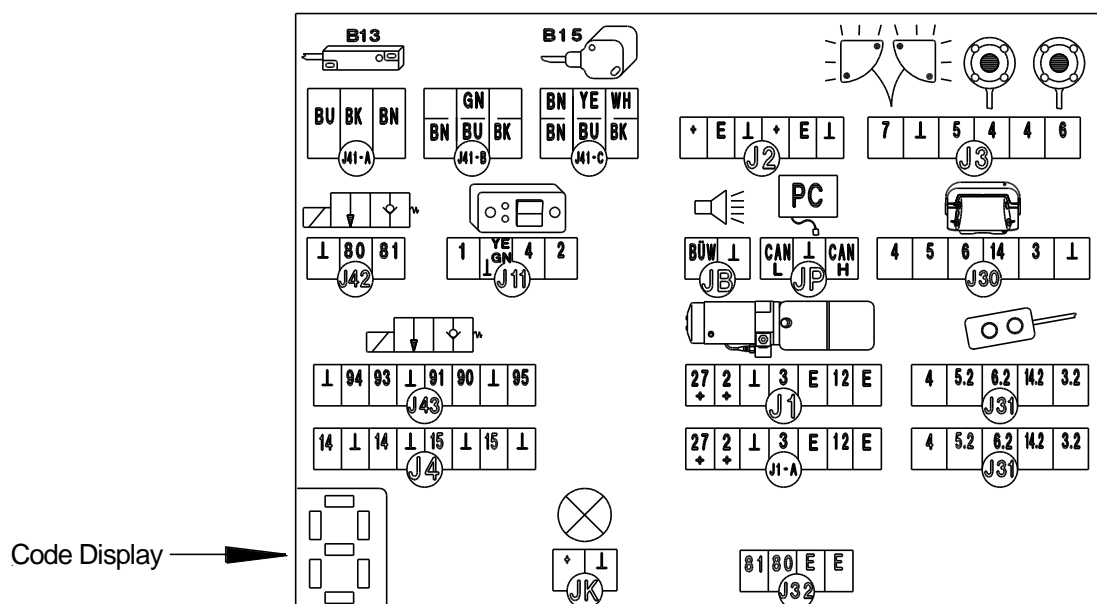 B13 B15
BU BK BN
J41-A
GN
BN BU BK
J41-B
BN YE WH
BN BU BK
J41-C
+ E ⊥ + E ⊥
J2
7 ⊥ 5 4 4 6
J3
PC
⊥ 80 81
J42
1 ⊥ YE GN 4 2
J11
BÜW ⊥
JB
CAN L ⊥ CAN H
JP
4 5 6 14 3 ⊥
J30
⊥ 94 93 ⊥ 91 90 ⊥ 95
J43
27 + 2 + ⊥ 3 E 12 E
J1
4 5.2 6.2 14.2 3.2
J31
14 ⊥ 14 ⊥ 15 ⊥ 15 ⊥
J4
27 + 2 + ⊥ 3 E 12 E
J1-A
4 5.2 6.2 14.2 3.2
J31
Code Display
+ ⊥
JK
81 80 E E
J32